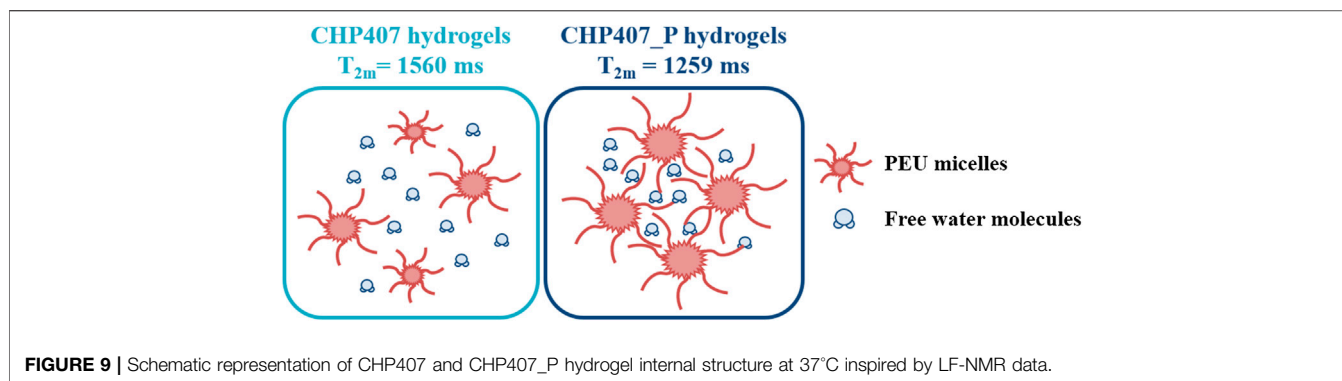 CHP407 hydrogels
T2m= 1560 ms
CHP407_P hydrogels
T2m = 1259 ms
PEU micelles
Free water molecules
FIGURE 9 | Schematic representation of CHP407 and CHP407_P hydrogel internal structure at 37°C inspired by LF-NMR data.